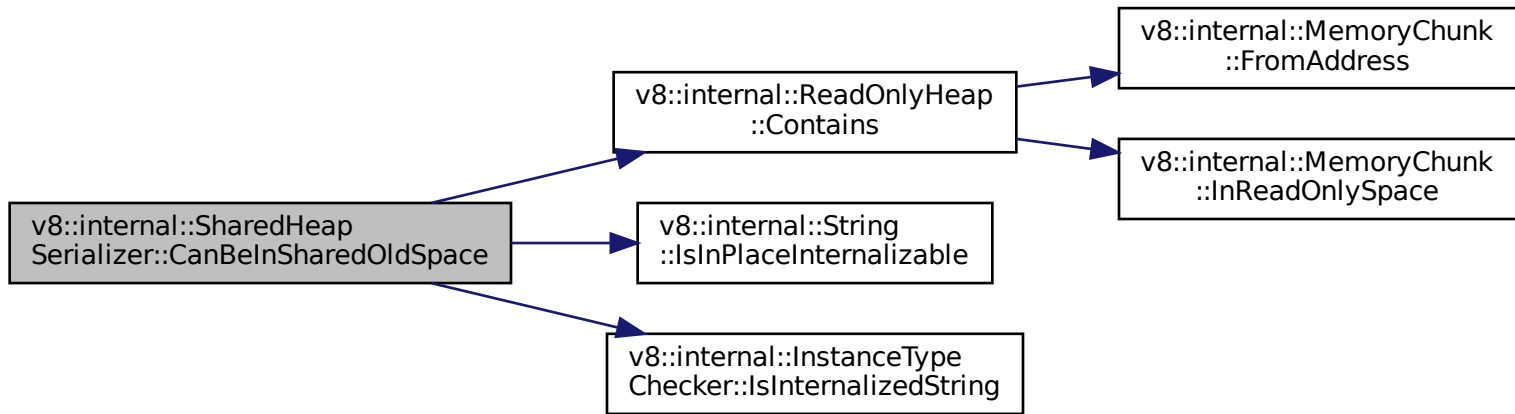 v8::internal::SharedHeap
Serializer::CanBeInSharedOldSpace
v8::internal::ReadOnlyHeap
::Contains
v8::internal::MemoryChunk
::FromAddress
v8::internal::MemoryChunk
::InReadOnlySpace
v8::internal::String
::IsInPlaceInternalizable
v8::internal::InstanceType
Checker::IsInternalizedString